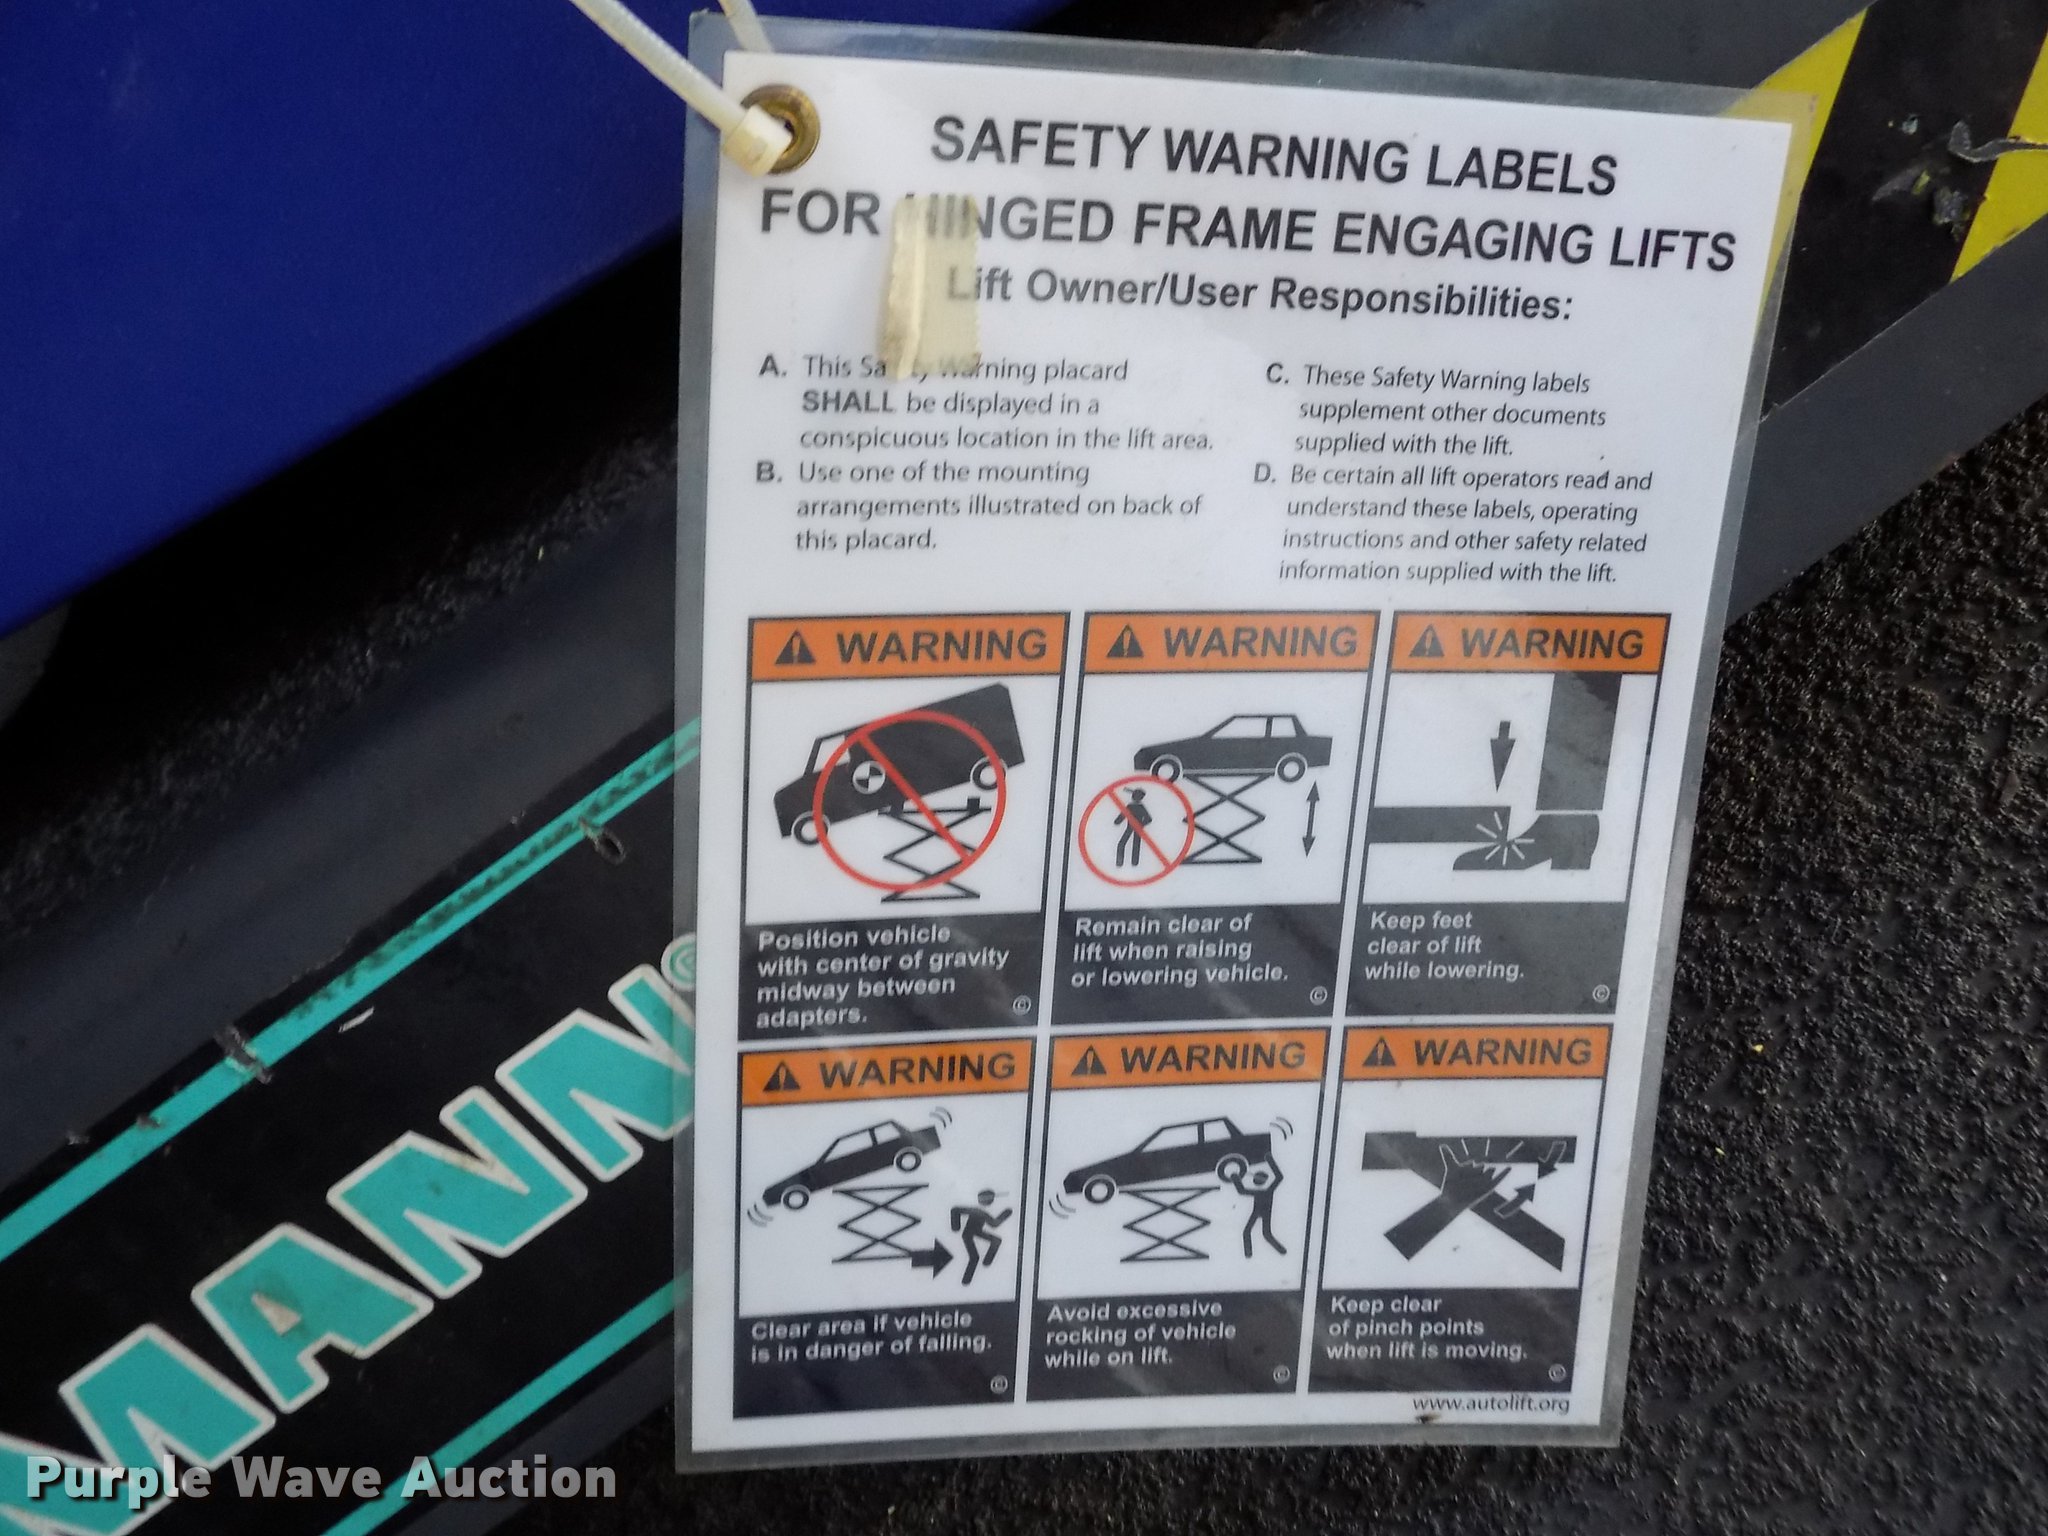 SAFETY WARNING LABELS
FOR HINGED FRAME ENGAGING LIFTS
Lift Owner/User Responsibilities:
A. This Safety Warning placard
SHALL be displayed in a
conspicuous location in the lift area.
B. Use one of the mounting
arrangements illustrated on back of
this placard.
C. These Safety Warning labels
supplement other documents
supplied with the lift.
D. Be certain all lift operators read and
understand these labels, operating
instructions and other safety related
information supplied with the lift.
WARNING
Position vehicle
with center of gravity
midway between
adapters.
©
WARNING
Remain clear of
lift when raising
or lowering vehicle.
©
WARNING
Keep feet
clear of lift
while lowering.
©
WARNING
Clear area if vehicle
is in danger of falling.
©
WARNING
Avoid excessive
rocking of vehicle
while on lift.
©
WARNING
Keep clear
of pinch points
when lift is moving.
©
www.autolift.org
MANN®
Purple Wave Auction